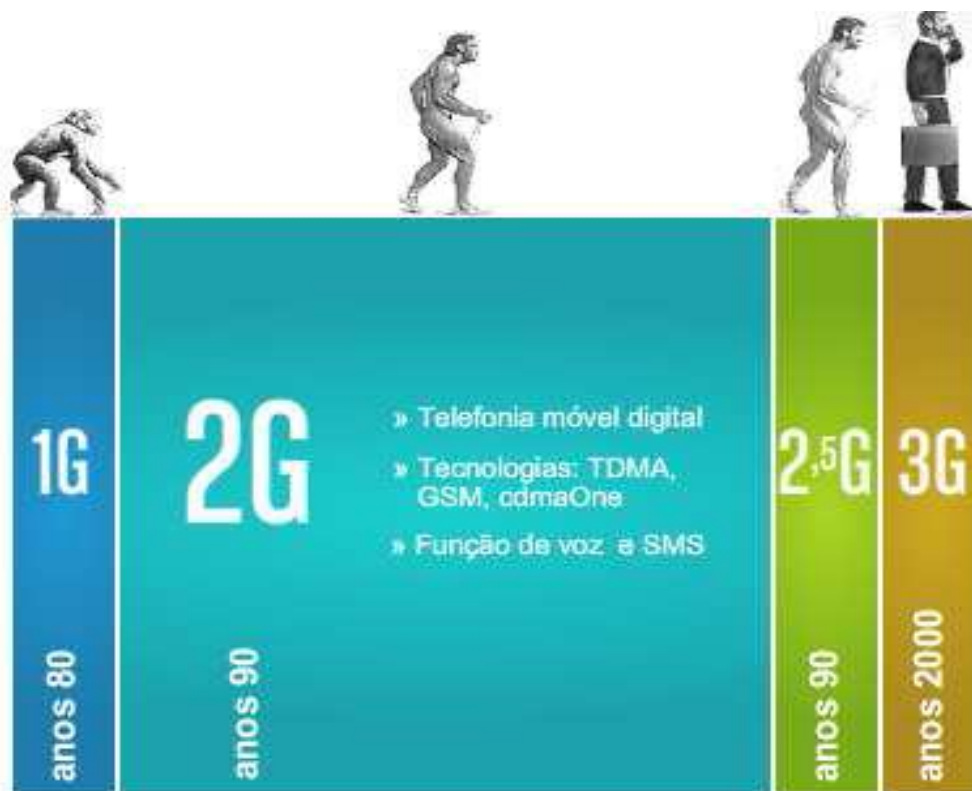 1G
anos 80
2G
anos 90
» Telefonia móvel digital
» Tecnologias: TDMA,
GSM, cdmaOne
» Função de voz e SMS
2,5G
anos 90
3G
anos 2000